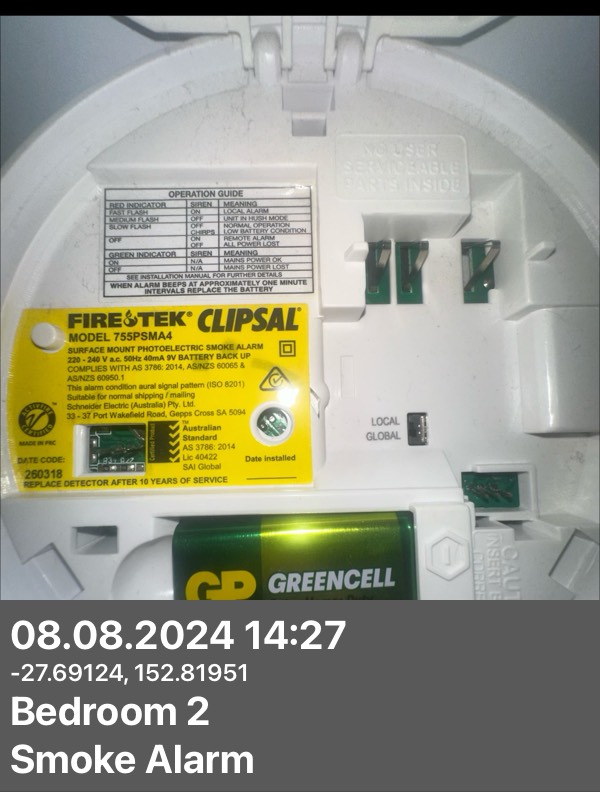 NO USER
SERVICEABLE
PARTS INSIDE
OPERATION GUIDE
RED INDICATOR SIREN MEANING
FAST FLASH ON LOCAL ALARM
MEDIUM FLASH OFF UNIT IN HUSH MODE
SLOW FLASH OFF NORMAL OPERATION
CHIRPS LOW BATTERY CONDITION
OFF ON REMOTE ALARM
OFF ALL POWER LOST
GREEN INDICATOR SIREN MEANING
ON N/A MAINS POWER OK
OFF N/A MAINS POWER LOST
SEE INSTALLATION MANUAL FOR FURTHER DETAILS
WHEN ALARM BEEPS AT APPROXIMATELY ONE MINUTE
INTERVALS REPLACE THE BATTERY
FIRETEK® CLIPSAL®
MODEL 755PSMA4
SURFACE MOUNT PHOTOELECTRIC SMOKE ALARM
220 - 240 V a.c. 50Hz 40mA 9V BATTERY BACK UP
COMPLIES WITH AS 3786: 2014, AS/NZS 60065 &
AS/NZS 60950.1
This alarm condition aural signal pattern (ISO 8201)
Suitable for normal shipping / mailing
Schneider Electric (Australia) Pty. Ltd.
33 - 37 Port Wakefield Road, Gepps Cross SA 5094
MADE IN PRC
TM
Australian
Standard
AS 3786: 2014
Lic 40422
SAI Global
DATE CODE:
260318
Date installed
REPLACE DETECTOR AFTER 10 YEARS OF SERVICE
LOCAL
GLOBAL
GP GREENCELL
08.08.2024 14:27
-27.69124, 152.81951
Bedroom 2
Smoke Alarm